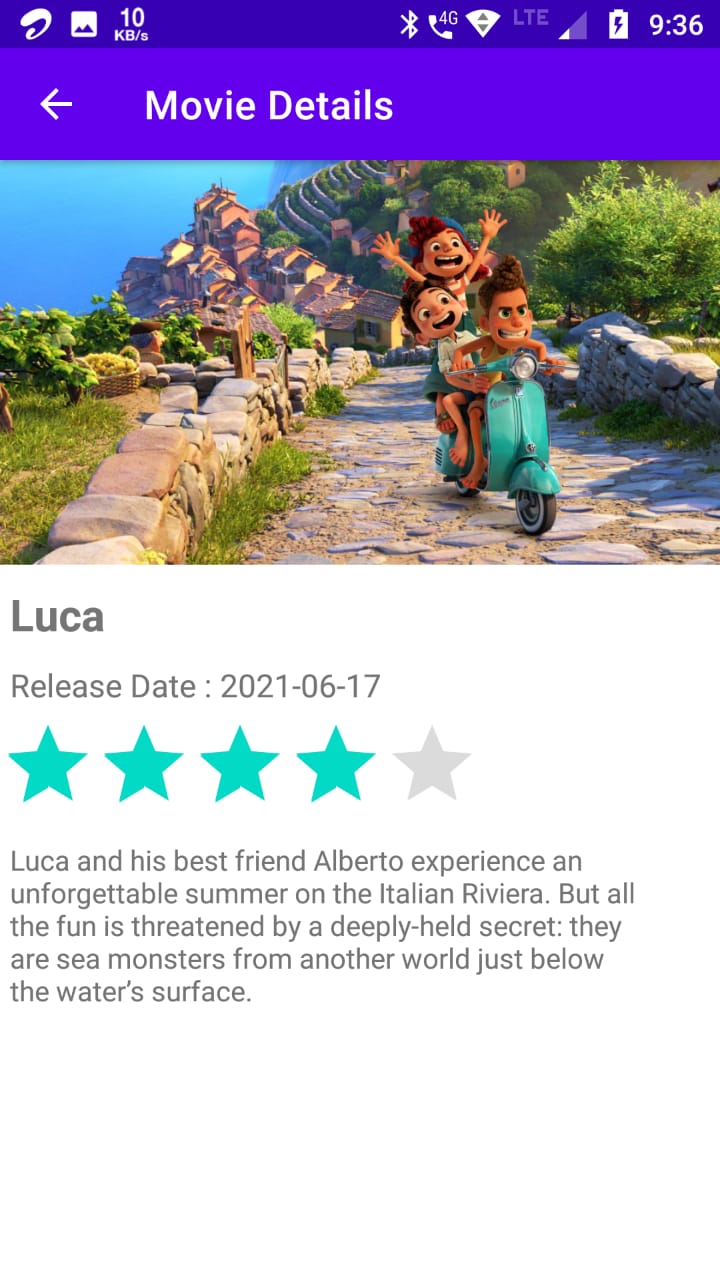 10
KB/s
4G
LTE
9:36
Movie Details
Luca
Release Date : 2021-06-17
Luca and his best friend Alberto experience an
unforgettable summer on the Italian Riviera. But all
the fun is threatened by a deeply-held secret: they
are sea monsters from another world just below
the water’s surface.